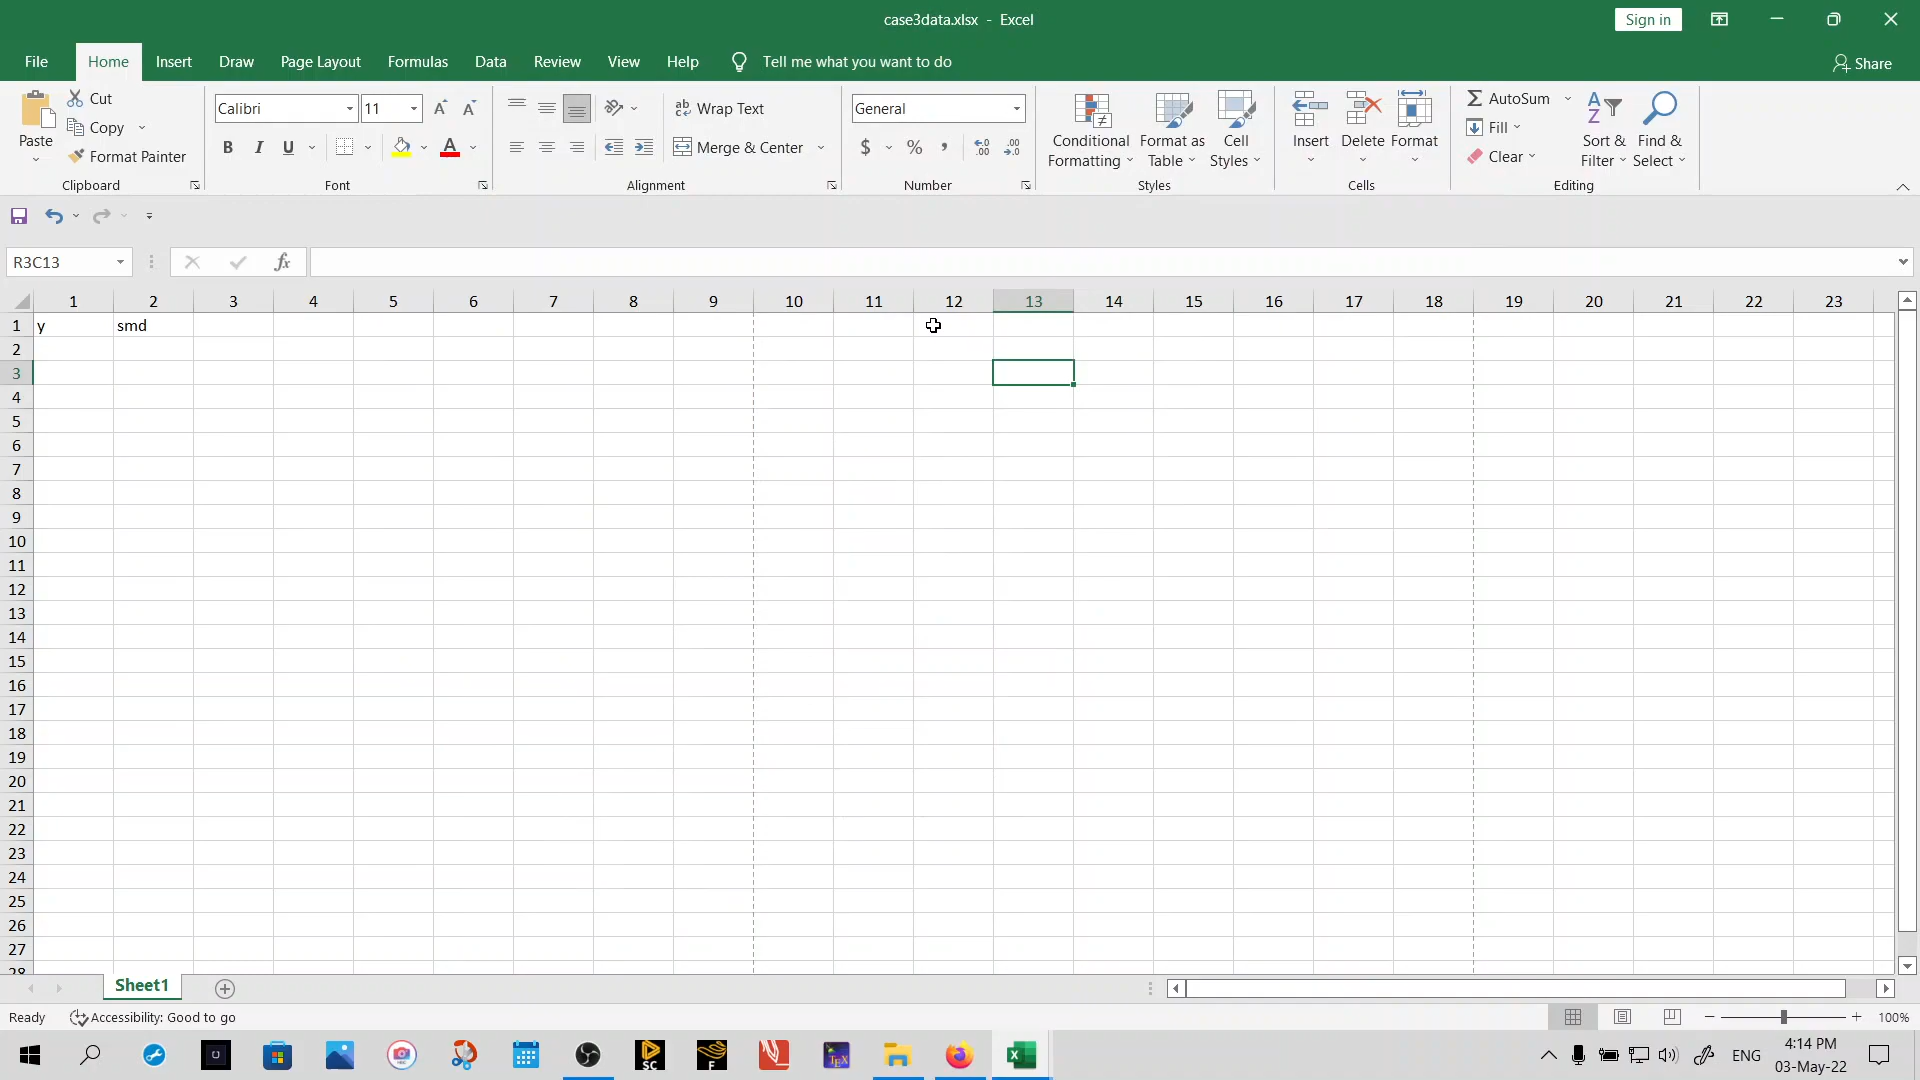 case3data.xlsx - Excel
Sign in
File Home Insert Draw Page Layout Formulas Data Review View Help Tell me what you want to do
Share
Paste
Cut
Copy
Format Painter
Clipboard
Calibri 11
B I U A
Font
ab Wrap Text
Merge & Center
Alignment
General
$ % ,
Number
Conditional Formatting
Format as Table
Cell Styles
Styles
Insert
Delete
Format
Cells
AutoSum
Fill
Clear
Sort & Filter
Find & Select
Editing
R3C13
fx
1 2 3 4 5 6 7 8 9 10 11 12 13 14 15 16 17 18 19 20 21 22 23
1 y smd
2
3
4
5
6
7
8
9
10
11
12
13
14
15
16
17
18
19
20
21
22
23
24
25
26
27
28
Sheet1
Ready Accessibility: Good to go
100%
SC F TEX X
ENG
4:14 PM
03-May-22